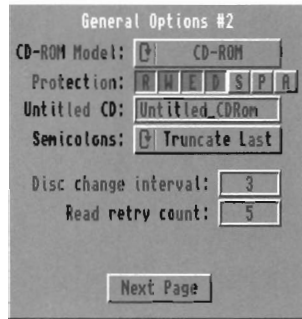 General Options #2
CD-ROM Model: CD-ROM
Protection: R W E D S P A
Untitled CD: Untitled_CDRom
Semicolons: Truncate Last
Disc change interval: 3
Read retry count: 5
Next Page